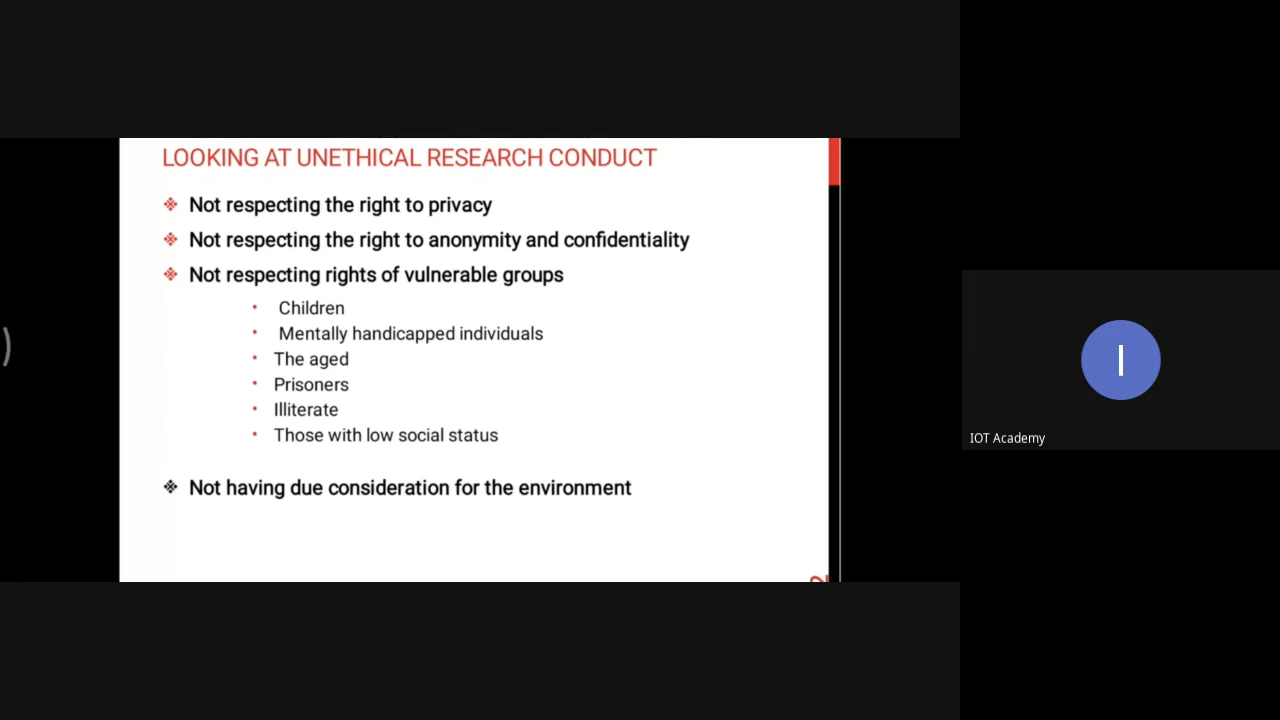 LOOKING AT UNETHICAL RESEARCH CONDUCT
Not respecting the right to privacy
Not respecting the right to anonymity and confidentiality
Not respecting rights of vulnerable groups
Children
Mentally handicapped individuals
The aged
Prisoners
Illiterate
Those with low social status
Not having due consideration for the environment
I
IOT Academy